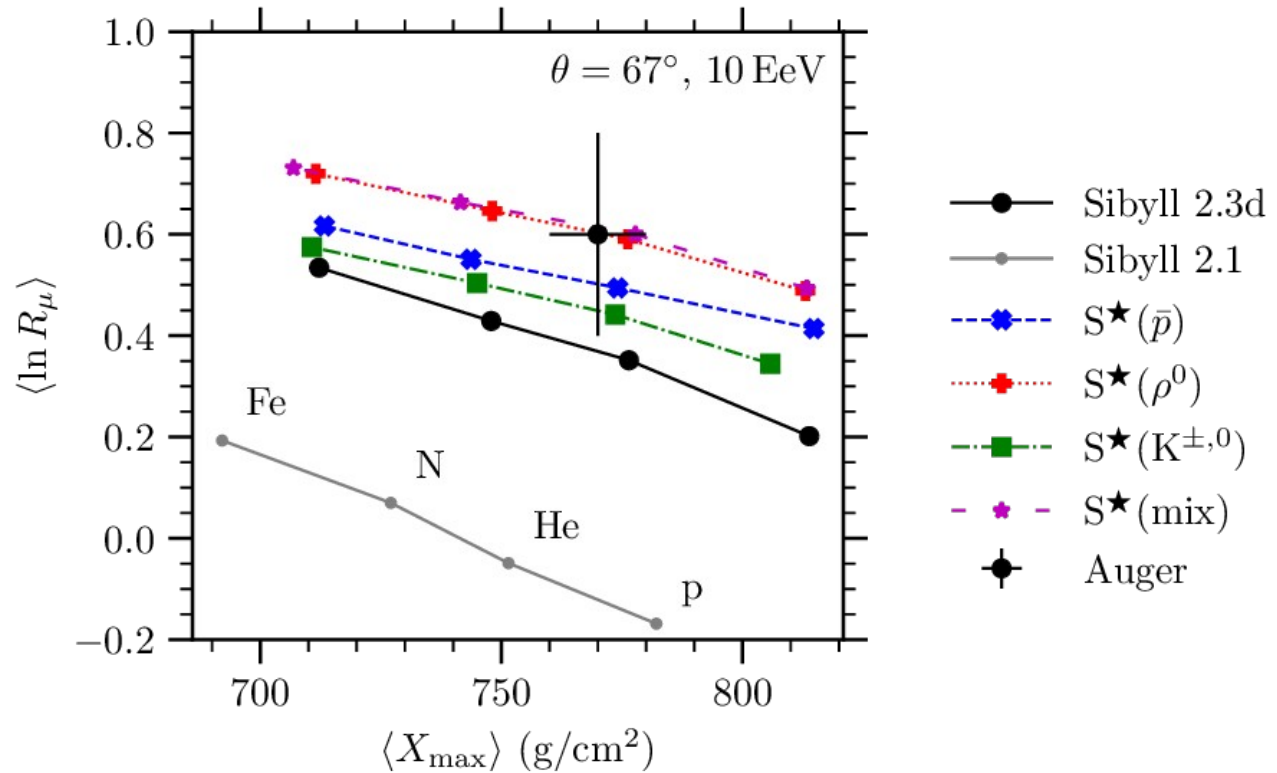 1.0
0.8
0.6
0.4
0.2
0.0
−0.2
⟨ln R_μ⟩
θ = 67°, 10 EeV
Fe
N
He
p
700 750 800
⟨X_max⟩ (g/cm²)
Sibyll 2.3d
Sibyll 2.1
S★(p̄)
S★(ρ⁰)
S★(K^±,0)
S★(mix)
Auger